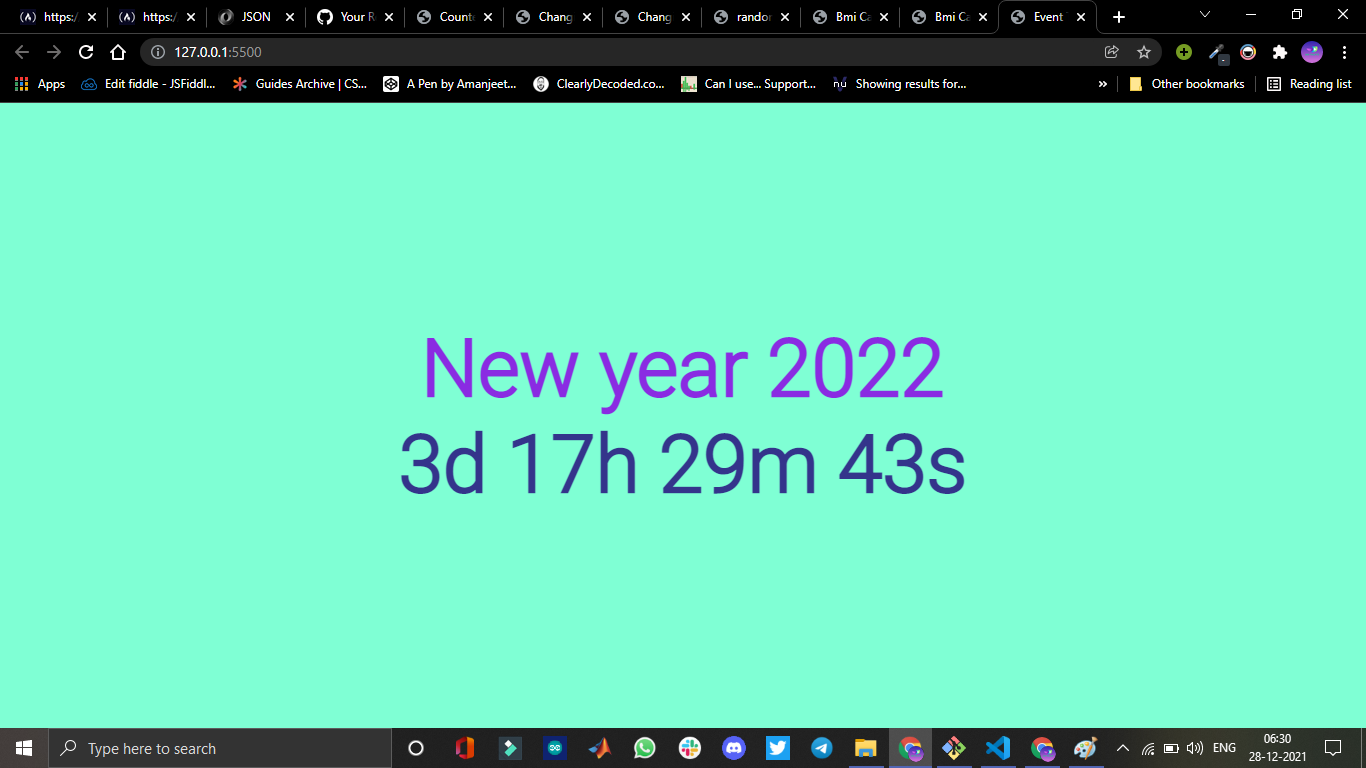 https:/
https:/
JSON
Your R
Counte
Chang
Chang
randor
Bmi Ca
Bmi Ca
Event
127.0.0.1:5500
Apps
Edit fiddle - JSFiddl...
Guides Archive | CS...
A Pen by Amanjeet...
ClearlyDecoded.co...
Can I use... Support...
nu
Showing results for...
»
Other bookmarks
Reading list
New year 2022
3d 17h 29m 43s
Type here to search
ENG
06:30
28-12-2021